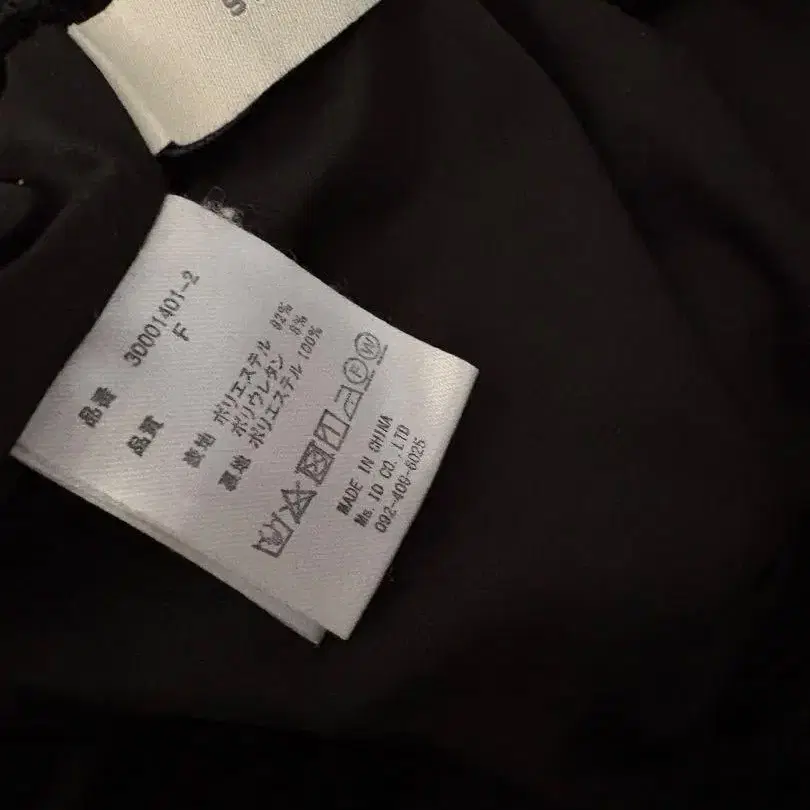 品番 30001401-2
F
品質
表地 ポリエステル 92%
ポリウレタン 8%
裏地 ポリエステル 100%
MADE IN CHINA
Ms. ID CO., LTD
092-409-6025